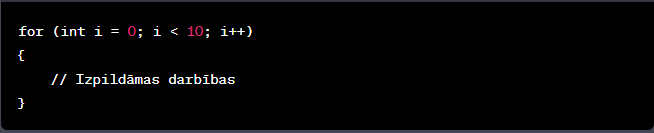 for (int i = 0; i < 10; i++)
{
    // Izpildāmas darbības
}